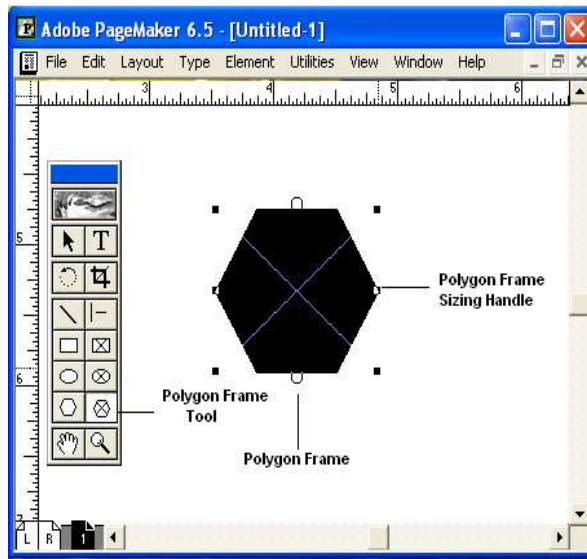 Adobe PageMaker 6.5 - [Untitled-1]
File Edit Layout Type Element Utilities View Window Help
3 4 5 6
T
5
Polygon Frame
Sizing Handle
6
Polygon Frame
Tool
Polygon Frame
7
L R 1